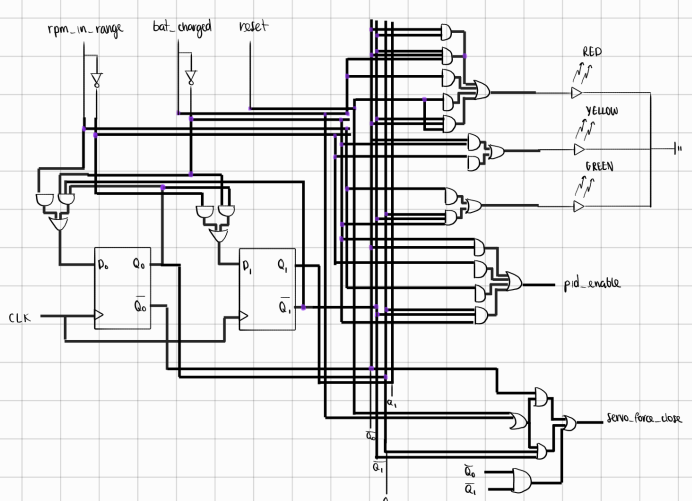 rpm_in_range
bat_charged
reset
RED
YELLOW
GREEN
D₀
Q₀
Q̅₀
CLK
D₁
Q₁
Q̅₁
pid_enable
Q₁
Q̅₀
Q̅₁
servo_force_close
Q̅₀
Q̅₁